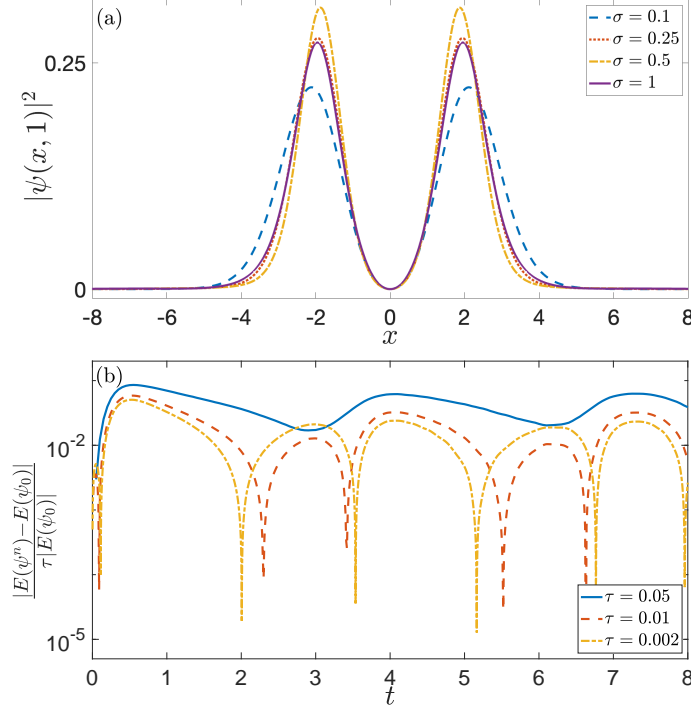 (a)
σ = 0.1
σ = 0.25
σ = 0.5
σ = 1
0.25
0
|ψ(x, 1)|²
-8 -6 -4 -2 0 2 4 6 8
x
(b)
10⁻²
10⁻⁵
|E(ψⁿ)−E(ψ₀)|
τ|E(ψ₀)|
τ = 0.05
τ = 0.01
τ = 0.002
0 1 2 3 4 5 6 7 8
t